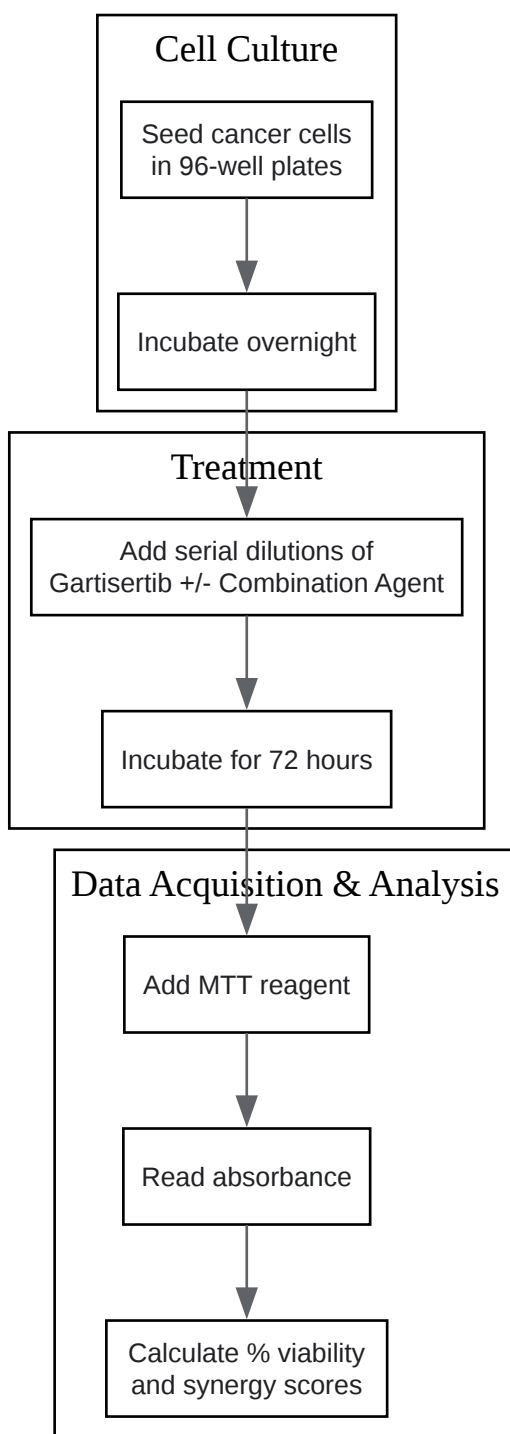 Cell Culture
Seed cancer cells
in 96-well plates
Incubate overnight
Treatment
Add serial dilutions of
Gartisertib +/- Combination Agent
Incubate for 72 hours
Data Acquisition & Analysis
Add MTT reagent
Read absorbance
Calculate % viability
and synergy scores